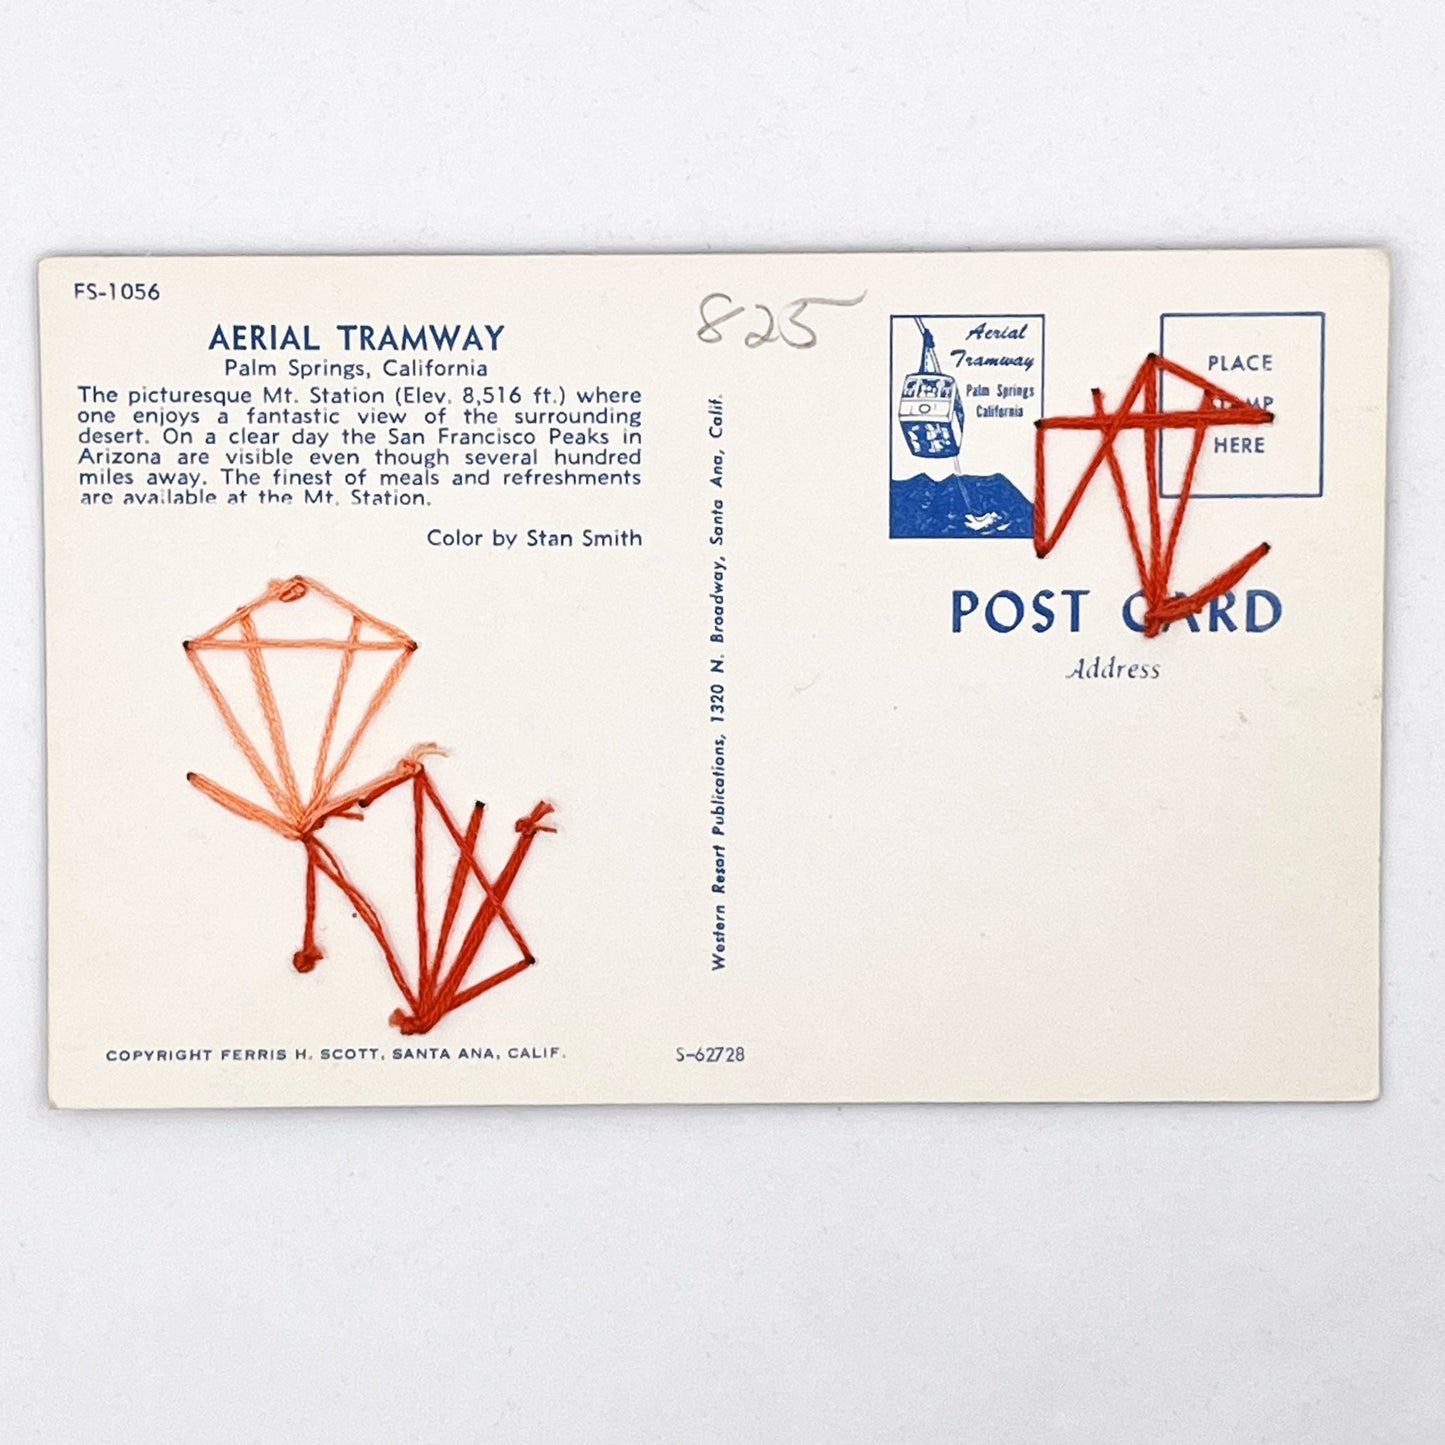 FS-1056
AERIAL TRAMWAY
Palm Springs, California
The picturesque Mt. Station (Elev. 8,516 ft.) where
one enjoys a fantastic view of the surrounding
desert. On a clear day the San Francisco Peaks in
Arizona are visible even though several hundred
miles away. The finest of meals and refreshments
are available at the Mt. Station.
Color by Stan Smith
COPYRIGHT FERRIS H. SCOTT, SANTA ANA, CALIF.
S-62728
Western Resort Publications, 1320 N. Broadway, Santa Ana, Calif.
825
Aerial
Tramway
Palm Springs
California
PLACE
HERE
POST CARD
Address